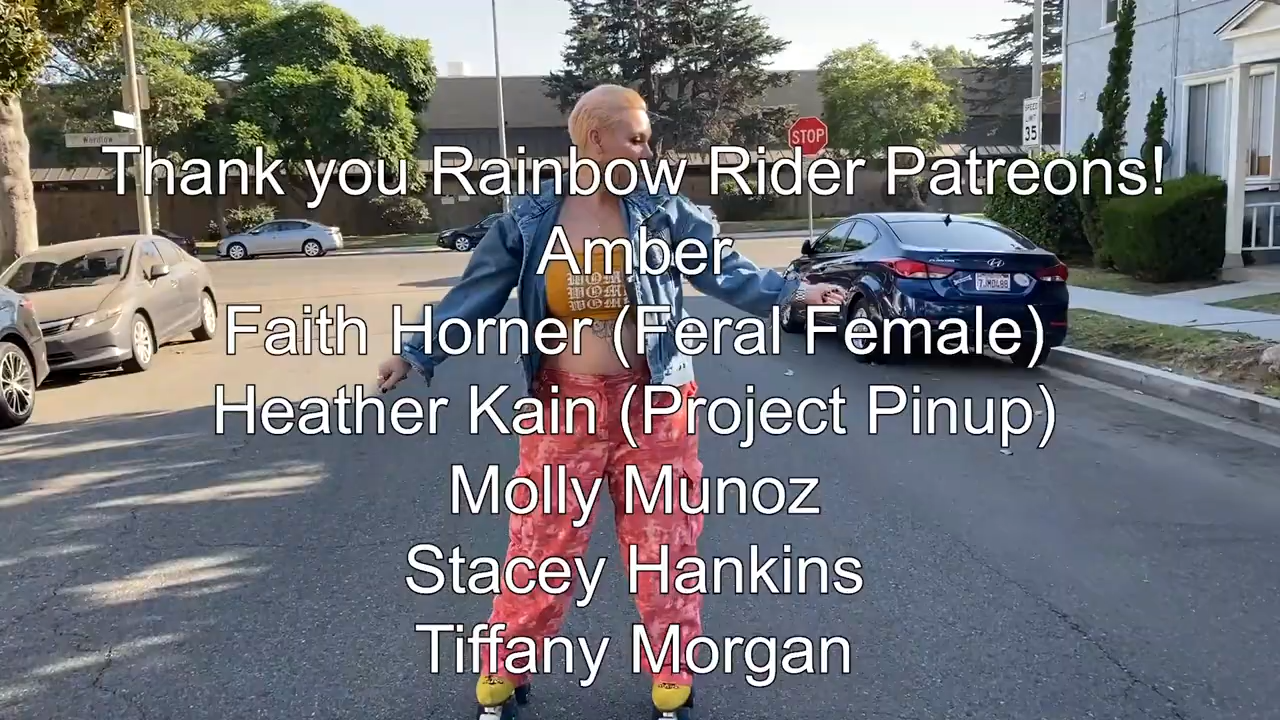 Thank you Rainbow Rider Patreons!
Amber
Faith Horner (Feral Female)
Heather Kain (Project Pinup)
Molly Munoz
Stacey Hankins
Tiffany Morgan
STOP
SPEED
LIMIT
35
Wardlow